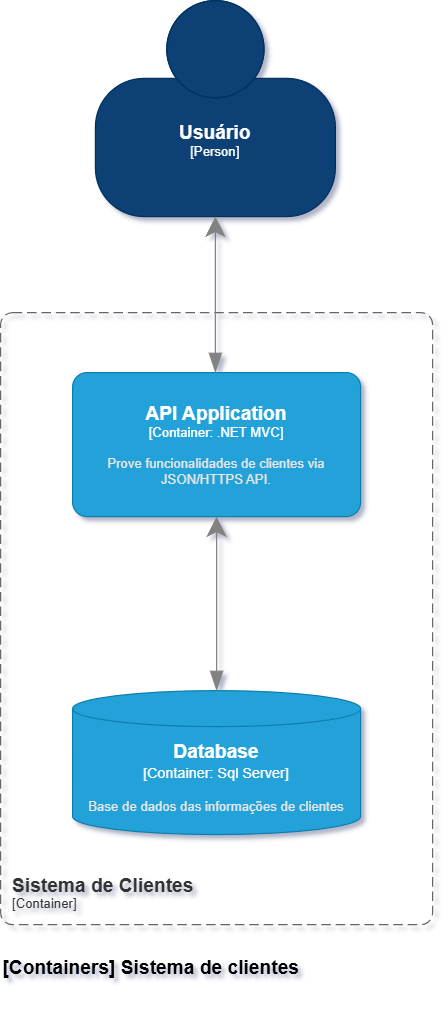 Usuário
[Person]
API Application
[Container: .NET MVC]
Prove funcionalidades de clientes via
JSON/HTTPS API.
Database
[Container: Sql Server]
Base de dados das informações de clientes
Sistema de Clientes
[Container]
[Containers] Sistema de clientes